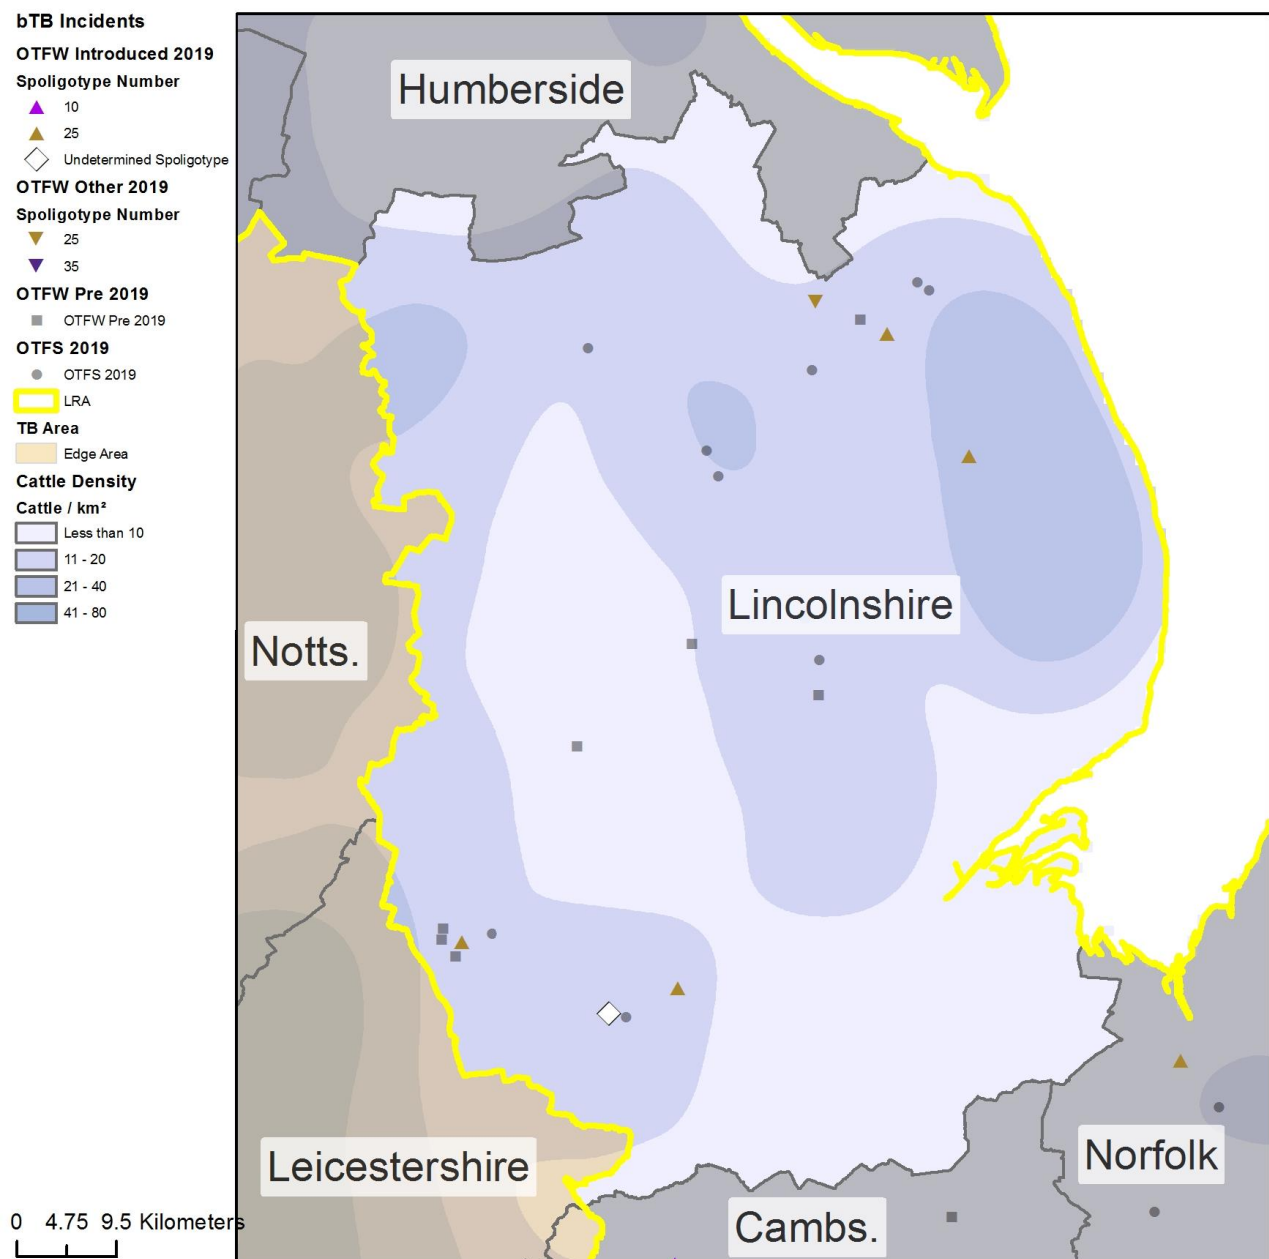 bTB Incidents
OTFW Introduced 2019
Spoligotype Number
10
25
Undetermined Spoligotype
OTFW Other 2019
Spoligotype Number
25
35
OTFW Pre 2019
OTFW Pre 2019
OTFS 2019
OTFS 2019
LRA
TB Area
Edge Area
Cattle Density
Cattle / km²
Less than 10
11 - 20
21 - 40
41 - 80
0 4.75 9.5 Kilometers
Humberside
Lincolnshire
Notts.
Leicestershire
Norfolk
Cambs.